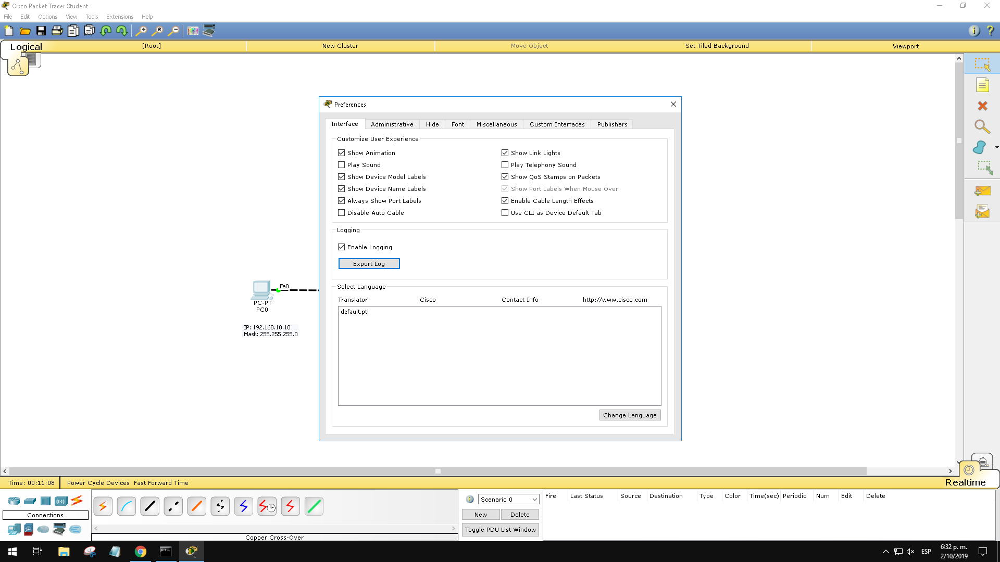 Cisco Packet Tracer Student
File Edit Options View Tools Extensions Help
Logical [Root] New Cluster Move Object Set Tiled Background Viewport
Preferences
Interface Administrative Hide Font Miscellaneous Custom Interfaces Publishers
Customize User Experience
Show Animation Show Link Lights
Play Sound Play Telephony Sound
Show Device Model Labels Show QoS Stamps on Packets
Show Device Name Labels Show Port Labels When Mouse Over
Always Show Port Labels Enable Cable Length Effects
Disable Auto Cable Use CLI as Device Default Tab
Logging
Enable Logging
Export Log
Select Language
Translator Cisco Contact Info http://www.cisco.com
default.ptl
Change Language
Fa0
PC-PT
PC0
IP: 192.168.10.10
Mask: 255.255.255.0
Time: 00:11:08 Power Cycle Devices Fast Forward Time Realtime
Connections
Copper Cross-Over
Scenario 0
New Delete
Toggle PDU List Window
Fire Last Status Source Destination Type Color Time(sec) Periodic Num Edit Delete
ESP
6:32 p. m.
2/10/2019